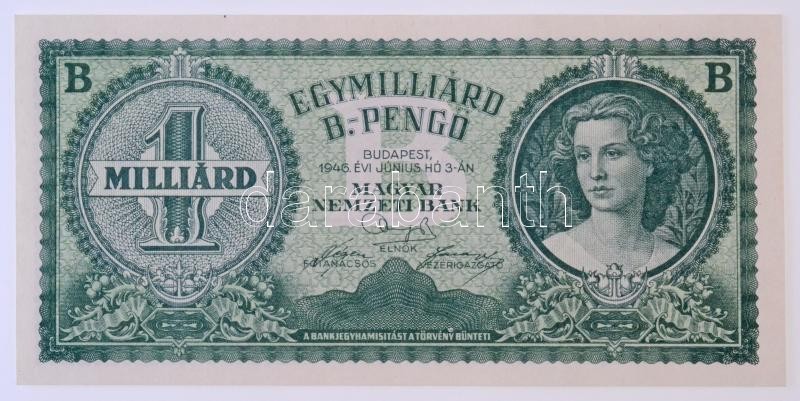 B
B
EGYMILLIÁRD
B.-PENGŐ
1
MILLIÁRD
BUDAPEST,
1946. ÉVI JÚNIUS HÓ 3-ÁN
MAGYAR
NEMZETI BANK
darabanth
ELNÖK
FŐTANÁCSOS
VEZÉRIGAZGATÓ
A BANKJEGYHAMISITÁST A TÖRVÉNY BÜNTETI